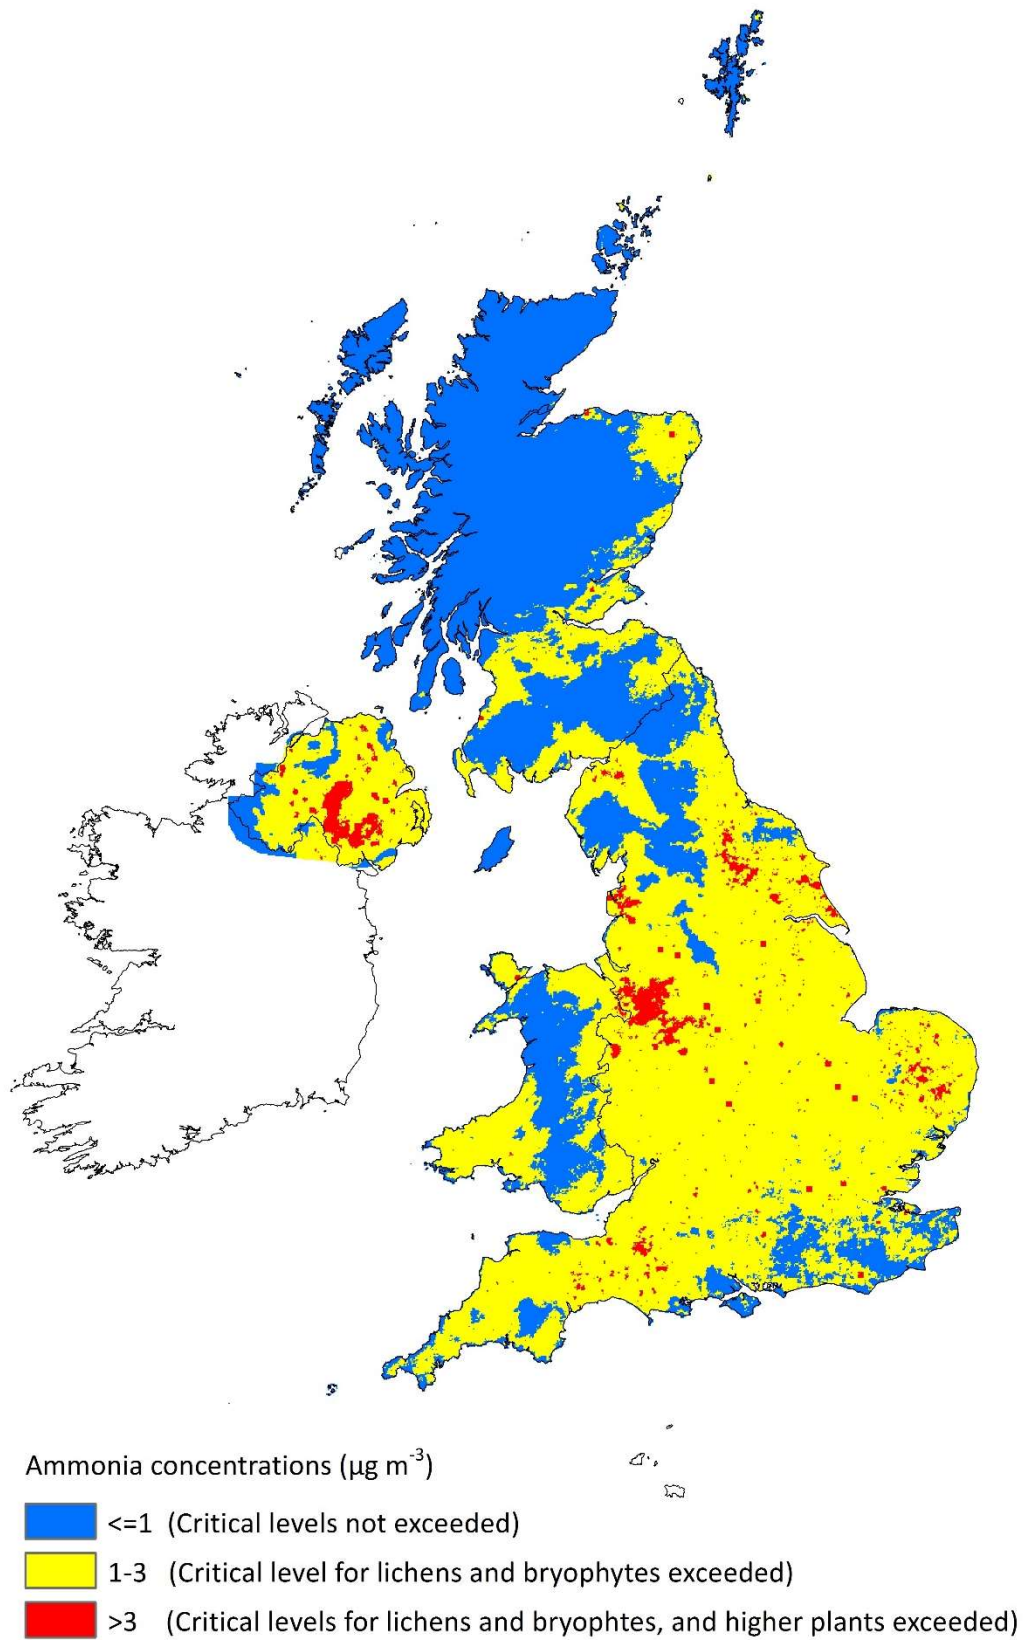 Ammonia concentrations (µg m⁻³)
<=1 (Critical levels not exceeded)
1-3 (Critical level for lichens and bryophytes exceeded)
>3 (Critical levels for lichens and bryophtes, and higher plants exceeded)